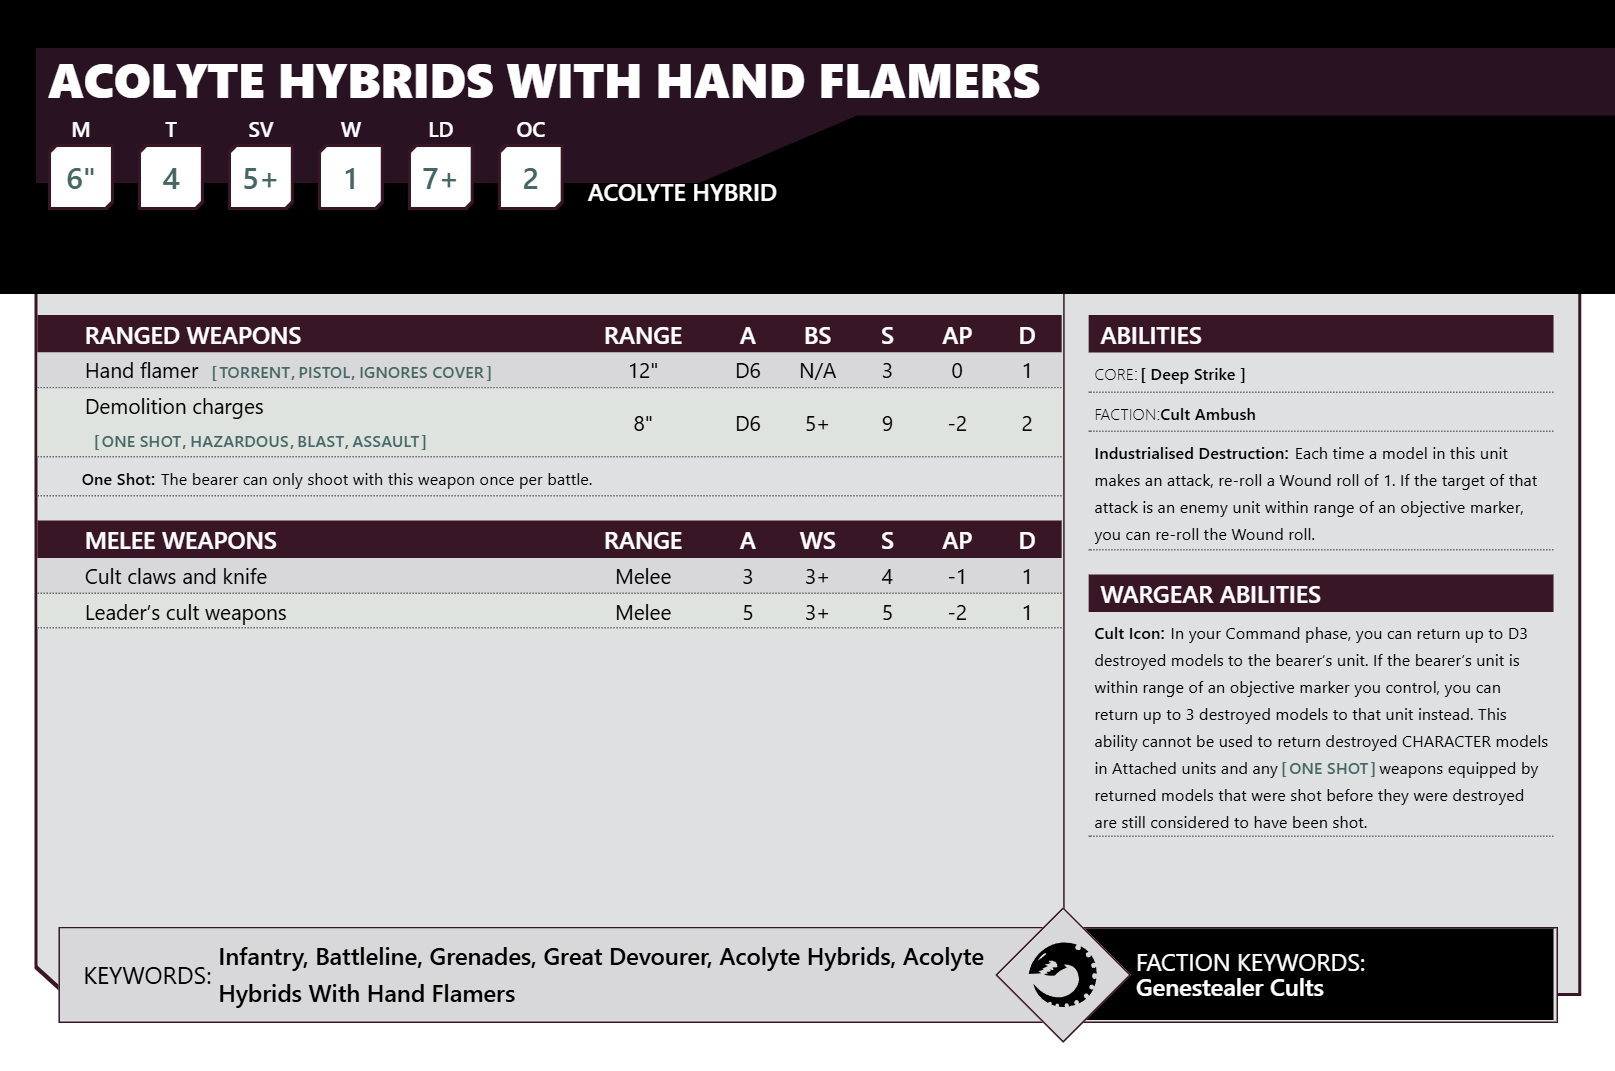 ACOLYTE HYBRIDS WITH HAND FLAMERS
M T SV W LD OC
6" 4 5+ 1 7+ 2 ACOLYTE HYBRID
RANGED WEAPONS RANGE A BS S AP D
Hand flamer [TORRENT, PISTOL, IGNORES COVER] 12" D6 N/A 3 0 1
Demolition charges
[ONE SHOT, HAZARDOUS, BLAST, ASSAULT] 8" D6 5+ 9 -2 2
One Shot: The bearer can only shoot with this weapon once per battle.
MELEE WEAPONS RANGE A WS S AP D
Cult claws and knife Melee 3 3+ 4 -1 1
Leader’s cult weapons Melee 5 3+ 5 -2 1
ABILITIES
CORE: [ Deep Strike ]
FACTION:Cult Ambush
Industrialised Destruction: Each time a model in this unit
makes an attack, re-roll a Wound roll of 1. If the target of that
attack is an enemy unit within range of an objective marker,
you can re-roll the Wound roll.
WARGEAR ABILITIES
Cult Icon: In your Command phase, you can return up to D3
destroyed models to the bearer’s unit. If the bearer’s unit is
within range of an objective marker you control, you can
return up to 3 destroyed models to that unit instead. This
ability cannot be used to return destroyed CHARACTER models
in Attached units and any [ONE SHOT] weapons equipped by
returned models that were shot before they were destroyed
are still considered to have been shot.
KEYWORDS: Infantry, Battleline, Grenades, Great Devourer, Acolyte Hybrids, Acolyte
Hybrids With Hand Flamers
FACTION KEYWORDS:
Genestealer Cults